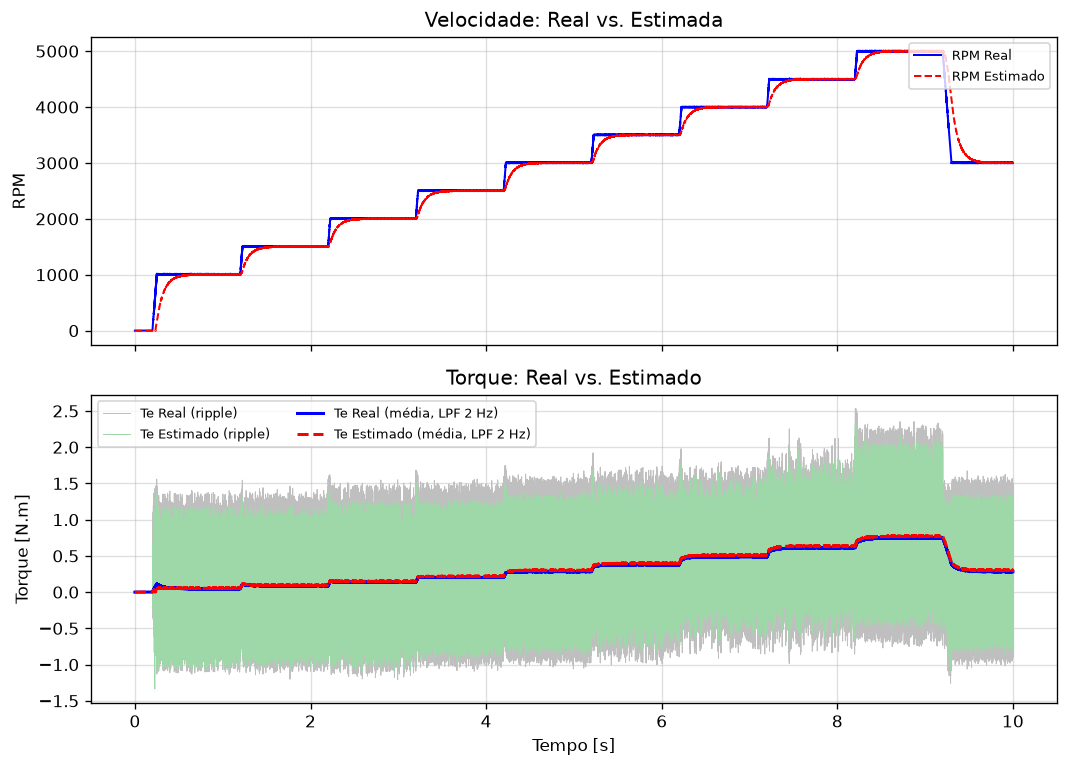 Velocidade: Real vs. Estimada
RPM
5000
4000
3000
2000
1000
0
RPM Real
RPM Estimado
Torque: Real vs. Estimado
Torque [N.m]
2.5
2.0
1.5
1.0
0.5
0.0
−0.5
−1.0
−1.5
Te Real (ripple)
Te Estimado (ripple)
Te Real (média, LPF 2 Hz)
Te Estimado (média, LPF 2 Hz)
0 2 4 6 8 10
Tempo [s]